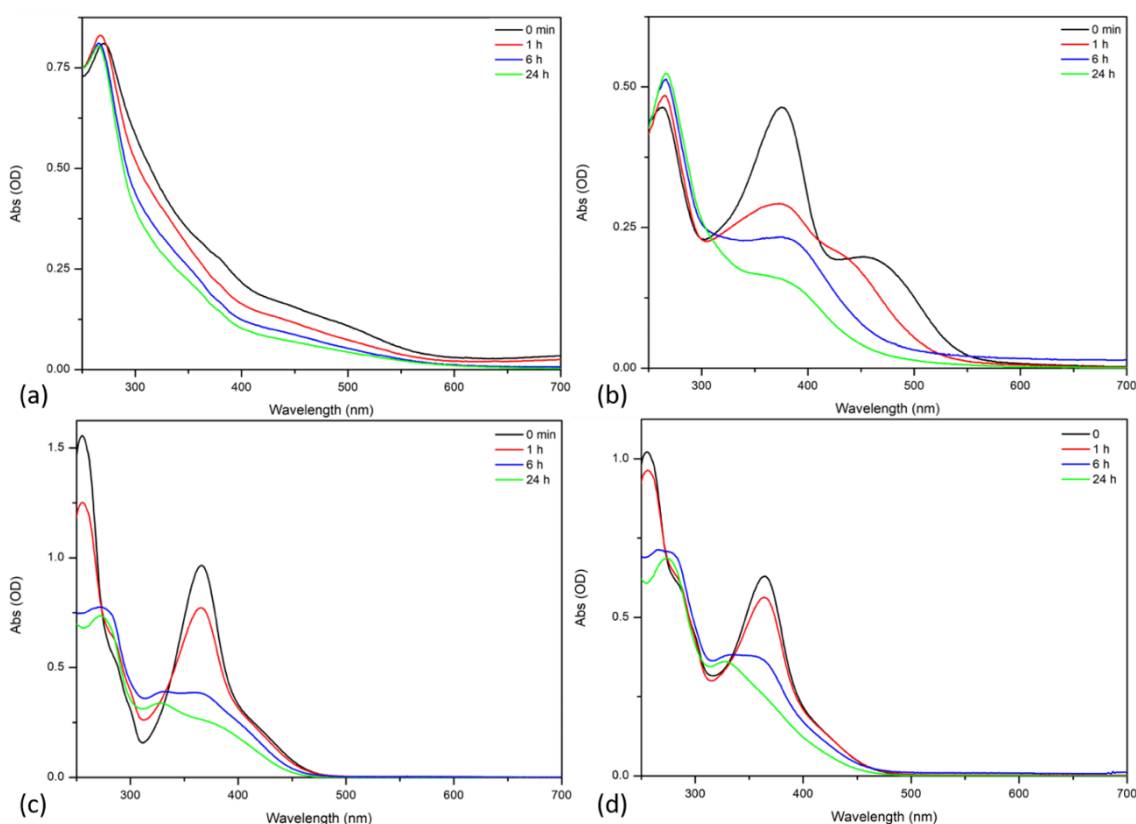 0 min
1 h
6 h
24 h
0.75
0.50
0.25
0.00
Abs (OD)
300 400 500 600 700
Wavelength (nm)
(a)
0 min
1 h
6 h
24 h
0.50
0.25
0.00
Abs (OD)
300 400 500 600 700
Wavelength (nm)
(b)
0 min
1 h
6 h
24 h
1.5
1.0
0.5
0.0
Abs (OD)
300 400 500 600 700
Wavelength (nm)
(c)
0
1 h
6 h
24 h
1.0
0.5
0.0
Abs (OD)
300 400 500 600 700
Wavelength (nm)
(d)